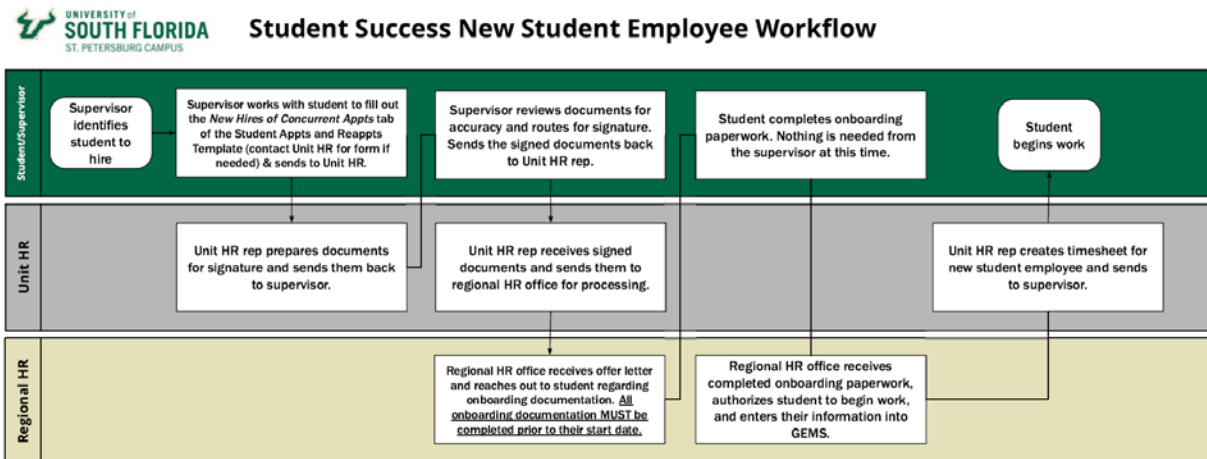 UNIVERSITY of
SOUTH FLORIDA
ST. PETERSBURG CAMPUS
Student Success New Student Employee Workflow
Student/Supervisor
Supervisor
identifies
student to
hire
Supervisor works with student to fill out
the New Hires of Concurrent Appts tab
of the Student Appts and Reappts
Template (contact Unit HR for form if
needed) & sends to Unit HR.
Supervisor reviews documents for
accuracy and routes for signature.
Sends the signed documents back
to Unit HR rep.
Student completes onboarding
paperwork. Nothing is needed from
the supervisor at this time.
Student
begins work
Unit HR
Unit HR rep prepares documents
for signature and sends them back
to supervisor.
Unit HR rep receives signed
documents and sends them to
regional HR office for processing.
Unit HR rep creates timesheet for
new student employee and sends
to supervisor.
Regional HR
Regional HR office receives offer letter
and reaches out to student regarding
onboarding documentation. All
onboarding documentation MUST be
completed prior to their start date.
Regional HR office receives
completed onboarding paperwork,
authorizes student to begin work,
and enters their information into
GEMS.